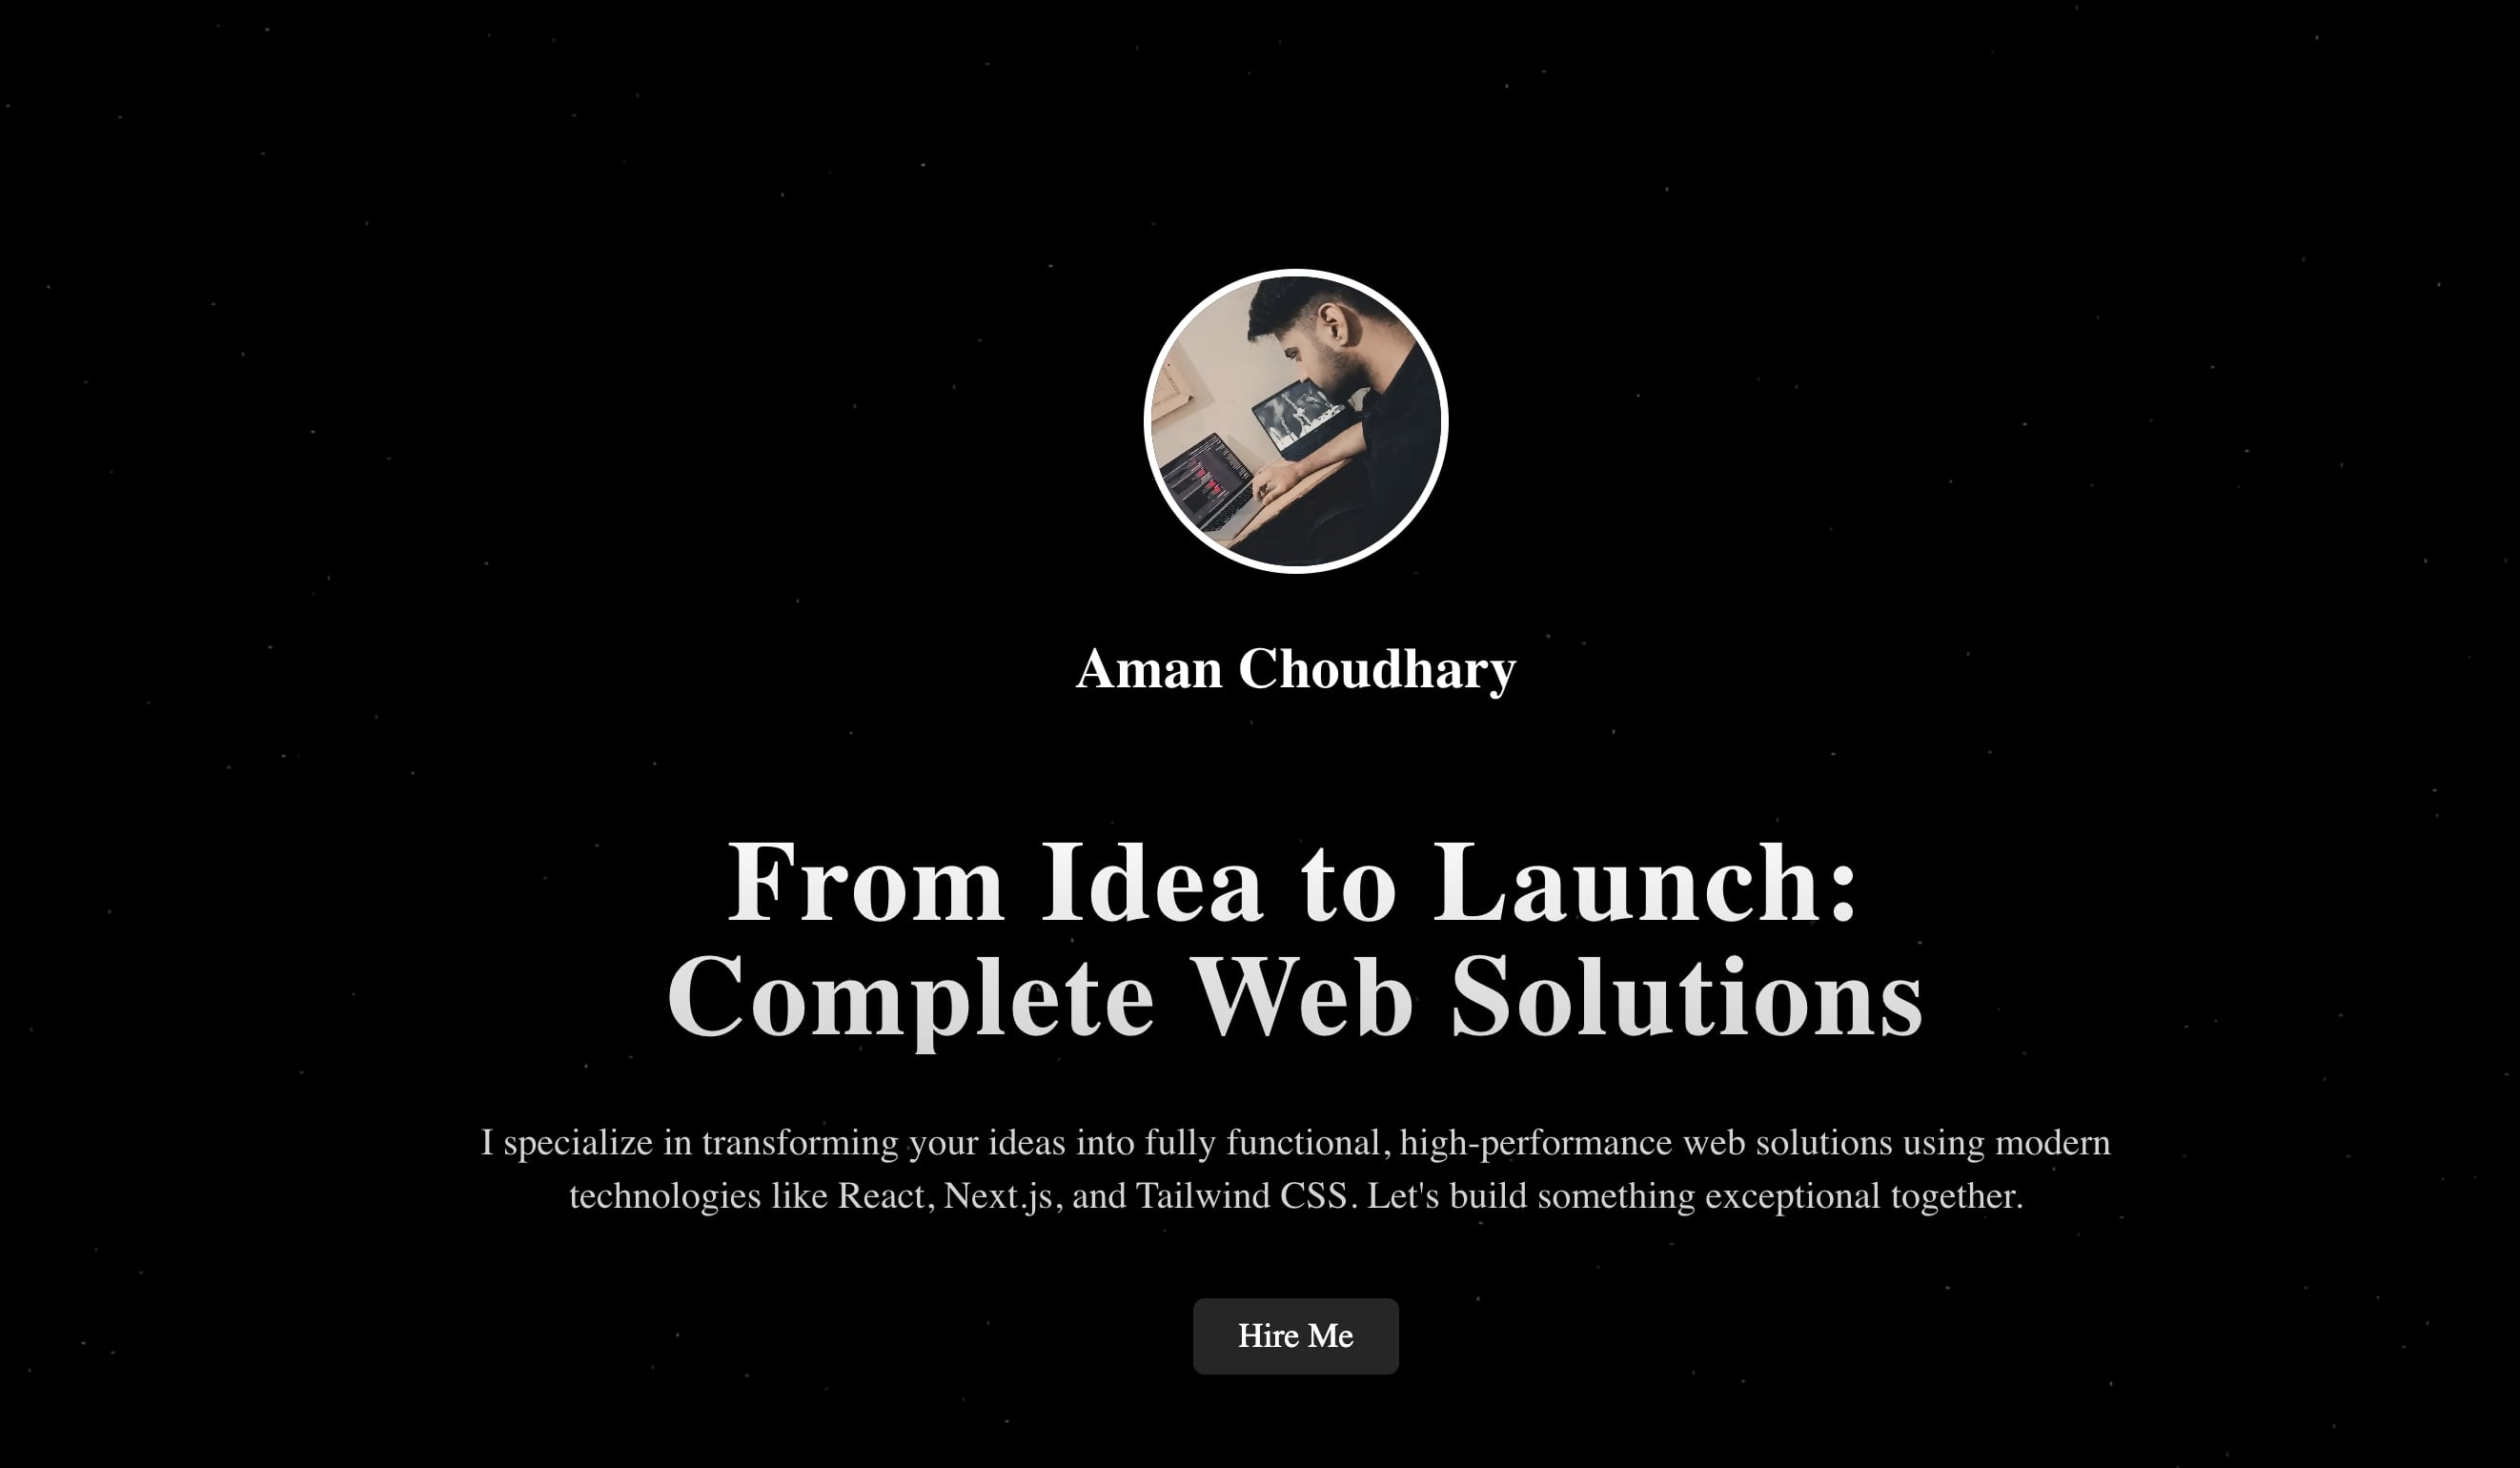 Aman Choudhary
From Idea to Launch:
Complete Web Solutions
I specialize in transforming your ideas into fully functional, high-performance web solutions using modern
technologies like React, Next.js, and Tailwind CSS. Let's build something exceptional together.
Hire Me